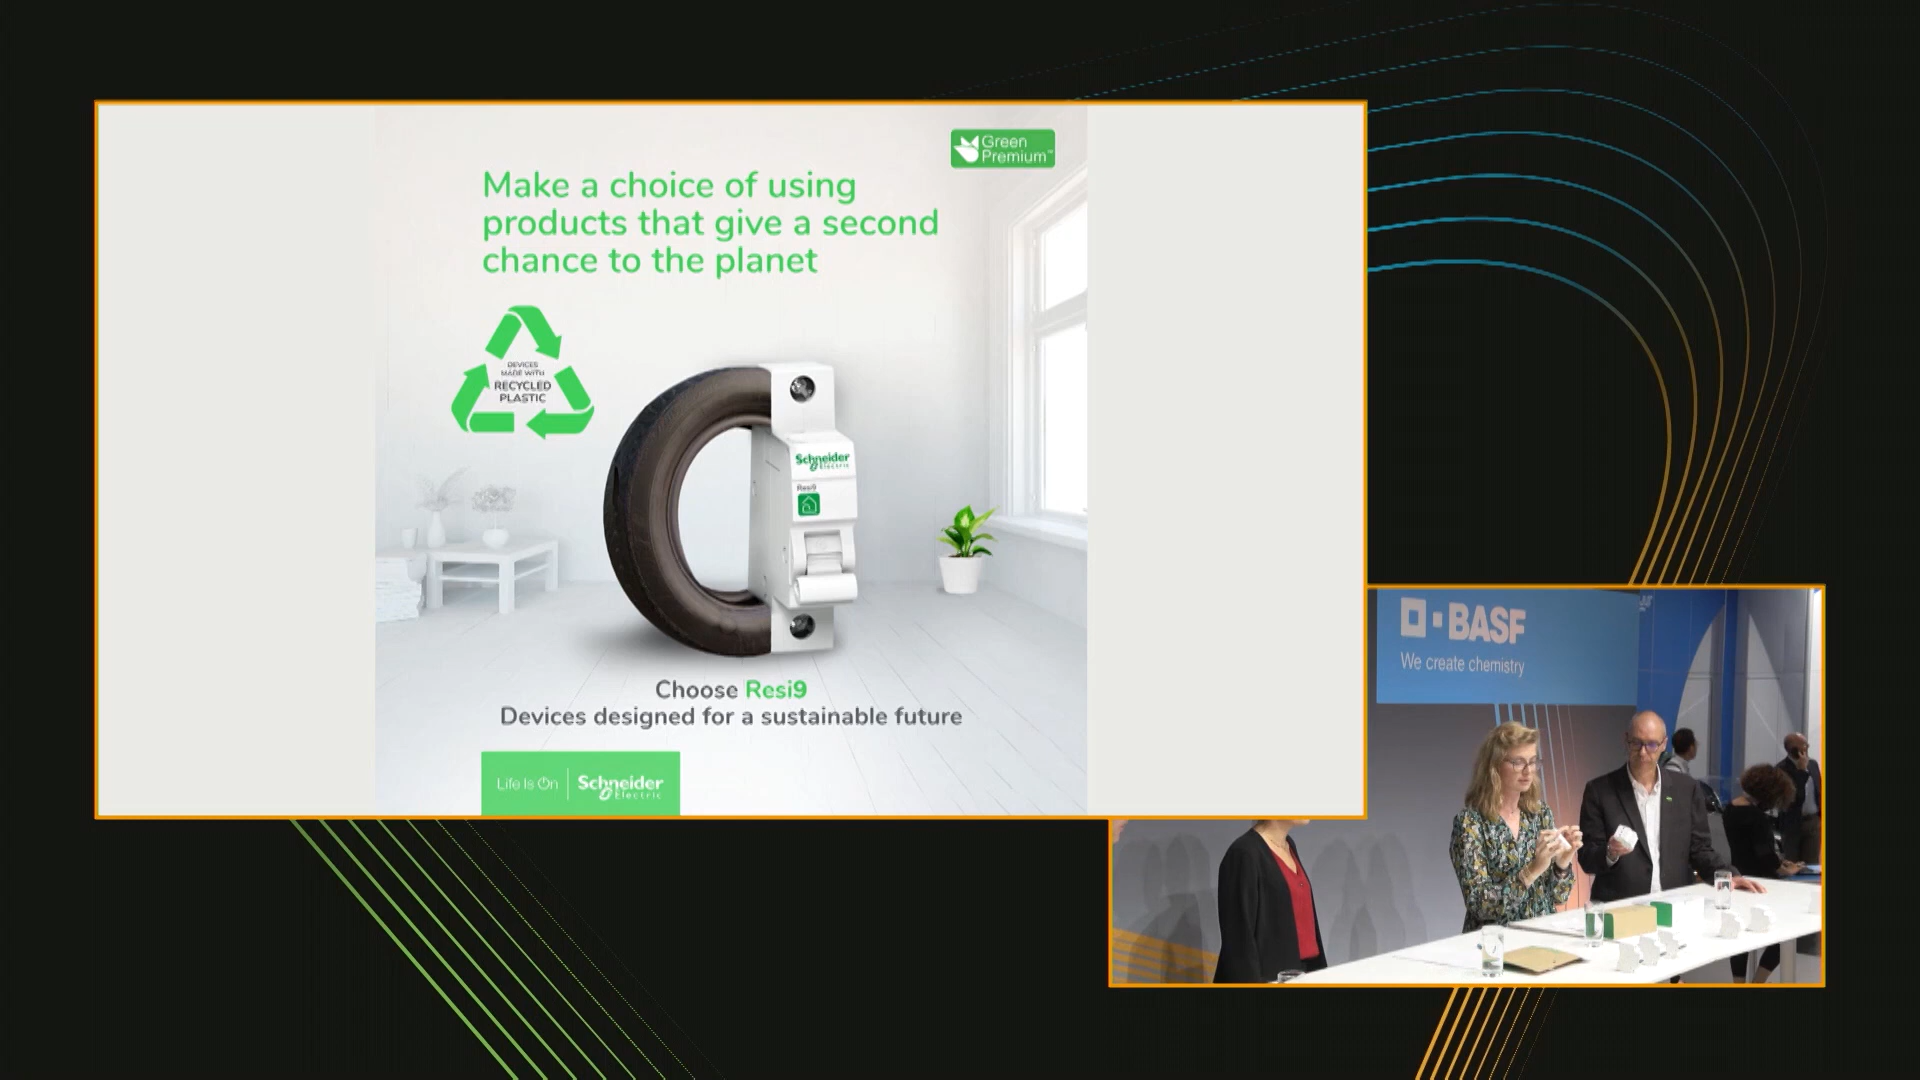 Green
Premium™
Make a choice of using
products that give a second
chance to the planet
DEVICES
MADE WITH
RECYCLED
PLASTIC
Schneider
Electric
Resi9
Choose Resi9
Devices designed for a sustainable future
Life Is On
Schneider
Electric
BASF
We create chemistry